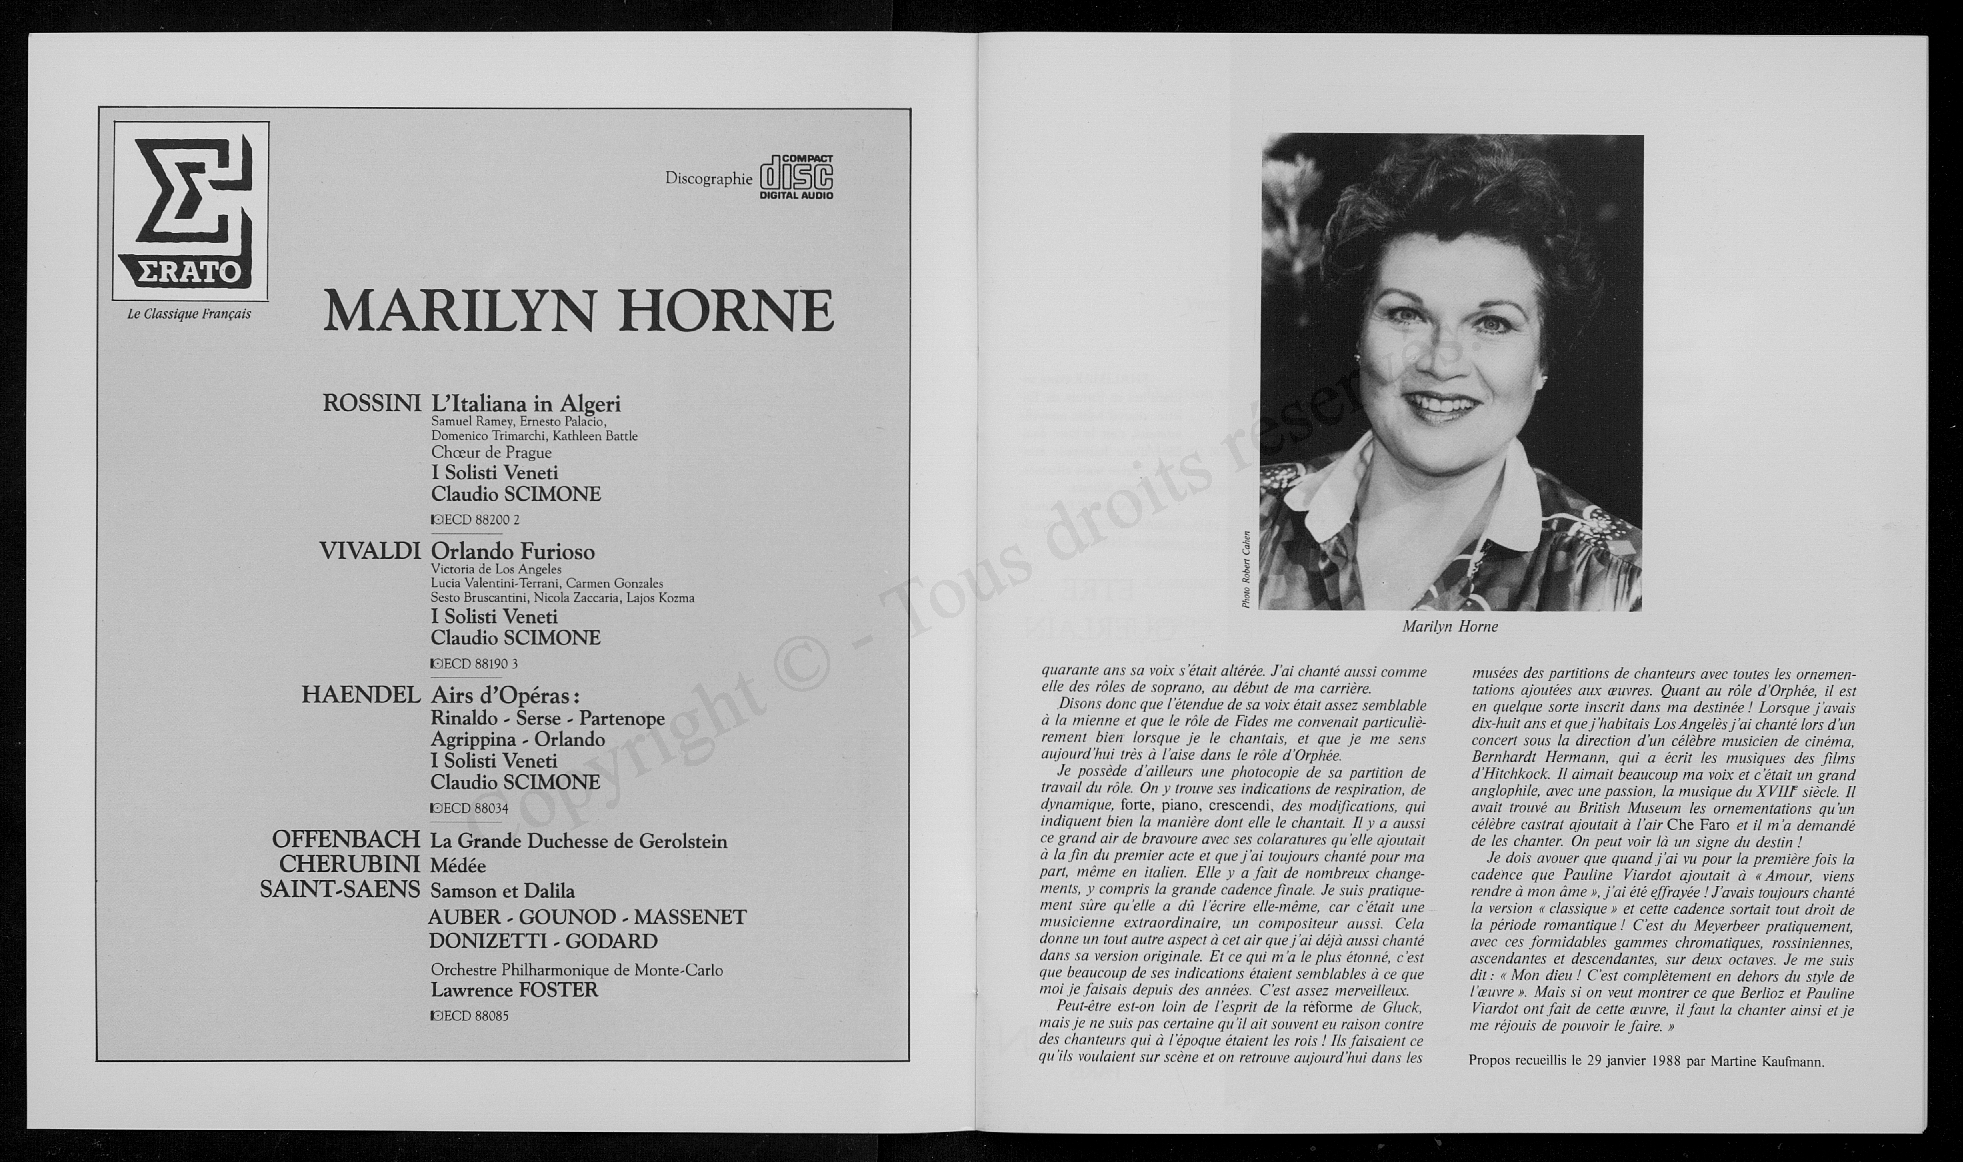 ΣRATO
Le Classique Français
Discographie COMPACT disc DIGITAL AUDIO
MARILYN HORNE
ROSSINI L'Italiana in Algeri
Samuel Ramey, Ernesto Palacio,
Domenico Trimarchi, Kathleen Battle
Chœur de Prague
I Solisti Veneti
Claudio SCIMONE
ECD 88200 2
VIVALDI Orlando Furioso
Victoria de Los Angeles
Lucia Valentini-Terrani, Carmen Gonzales
Sesto Bruscantini, Nicola Zaccaria, Lajos Kozma
I Solisti Veneti
Claudio SCIMONE
ECD 88190 3
HAENDEL Airs d'Opéras :
Rinaldo - Serse - Partenope
Agrippina - Orlando
I Solisti Veneti
Claudio SCIMONE
ECD 88034
OFFENBACH La Grande Duchesse de Gerolstein
CHERUBINI Médée
SAINT-SAENS Samson et Dalila
AUBER - GOUNOD - MASSENET
DONIZETTI - GODARD
Orchestre Philharmonique de Monte-Carlo
Lawrence FOSTER
ECD 88085
Photo Robert Cahen
Marilyn Horne
quarante ans sa voix s'était altérée. J'ai chanté aussi comme
elle des rôles de soprano, au début de ma carrière.
Disons donc que l'étendue de sa voix était assez semblable
à la mienne et que le rôle de Fides me convenait particuliè-
rement bien lorsque je le chantais, et que je me sens
aujourd'hui très à l'aise dans le rôle d'Orphée.
Je possède d'ailleurs une photocopie de sa partition de
travail du rôle. On y trouve ses indications de respiration, de
dynamique, forte, piano, crescendi, des modifications, qui
indiquent bien la manière dont elle le chantait. Il y a aussi
ce grand air de bravoure avec ses colaratures qu'elle ajoutait
à la fin du premier acte et que j'ai toujours chanté pour ma
part, même en italien. Elle y a fait de nombreux change-
ments, y compris la grande cadence finale. Je suis pratique-
ment sûre qu'elle a dû l'écrire elle-même, car c'était une
musicienne extraordinaire, un compositeur aussi. Cela
donne un tout autre aspect à cet air que j'ai déjà aussi chanté
dans sa version originale. Et ce qui m'a le plus étonné, c'est
que beaucoup de ses indications étaient semblables à ce que
moi je faisais depuis des années. C'est assez merveilleux.
Peut-être est-on loin de l'esprit de la réforme de Gluck,
mais je ne suis pas certaine qu'il ait souvent eu raison contre
des chanteurs qui à l'époque étaient les rois ! Ils faisaient ce
qu'ils voulaient sur scène et on retrouve aujourd'hui dans les
musées des partitions de chanteurs avec toutes les ornemen-
tations ajoutées aux œuvres. Quant au rôle d'Orphée, il est
en quelque sorte inscrit dans ma destinée ! Lorsque j'avais
dix-huit ans et que j'habitais Los Angelès j'ai chanté lors d'un
concert sous la direction d'un célèbre musicien de cinéma,
Bernhardt Hermann, qui a écrit les musiques des films
d'Hitchkock. Il aimait beaucoup ma voix et c'était un grand
anglophile, avec une passion, la musique du XVIIIe siècle. Il
avait trouvé au British Museum les ornementations qu'un
célèbre castrat ajoutait à l'air Che Faro et il m'a demandé
de les chanter. On peut voir là un signe du destin !
Je dois avouer que quand j'ai vu pour la première fois la
cadence que Pauline Viardot ajoutait à « Amour, viens
rendre à mon âme », j'ai été effrayée ! J'avais toujours chanté
la version « classique » et cette cadence sortait tout droit de
la période romantique ! C'est du Meyerbeer pratiquement,
avec ces formidables gammes chromatiques, rossiniennes,
ascendantes et descendantes, sur deux octaves. Je me suis
dit : « Mon dieu ! C'est complètement en dehors du style de
l'œuvre ». Mais si on veut montrer ce que Berlioz et Pauline
Viardot ont fait de cette œuvre, il faut la chanter ainsi et je
me réjouis de pouvoir le faire. »
Propos recueillis le 29 janvier 1988 par Martine Kaufmann.
Copyright © - Tous droits réservés.